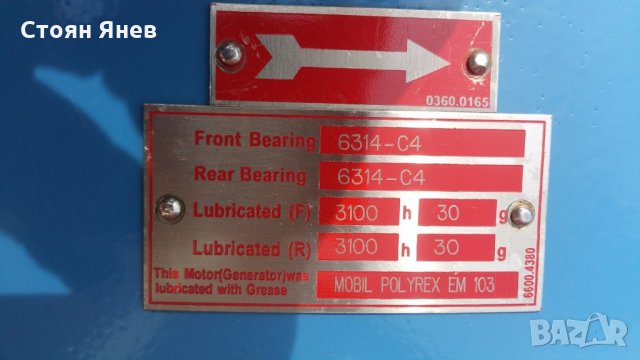 Стоян Янев
0360.0165
Front Bearing 6314-C4
Rear Bearing 6314-C4
Lubricated (F) 3100 h 30 g
Lubricated (R) 3100 h 30 g
This Motor(Generator)was
lubricated with Grease MOBIL POLYREX EM 103
6600.4380
BAZAR